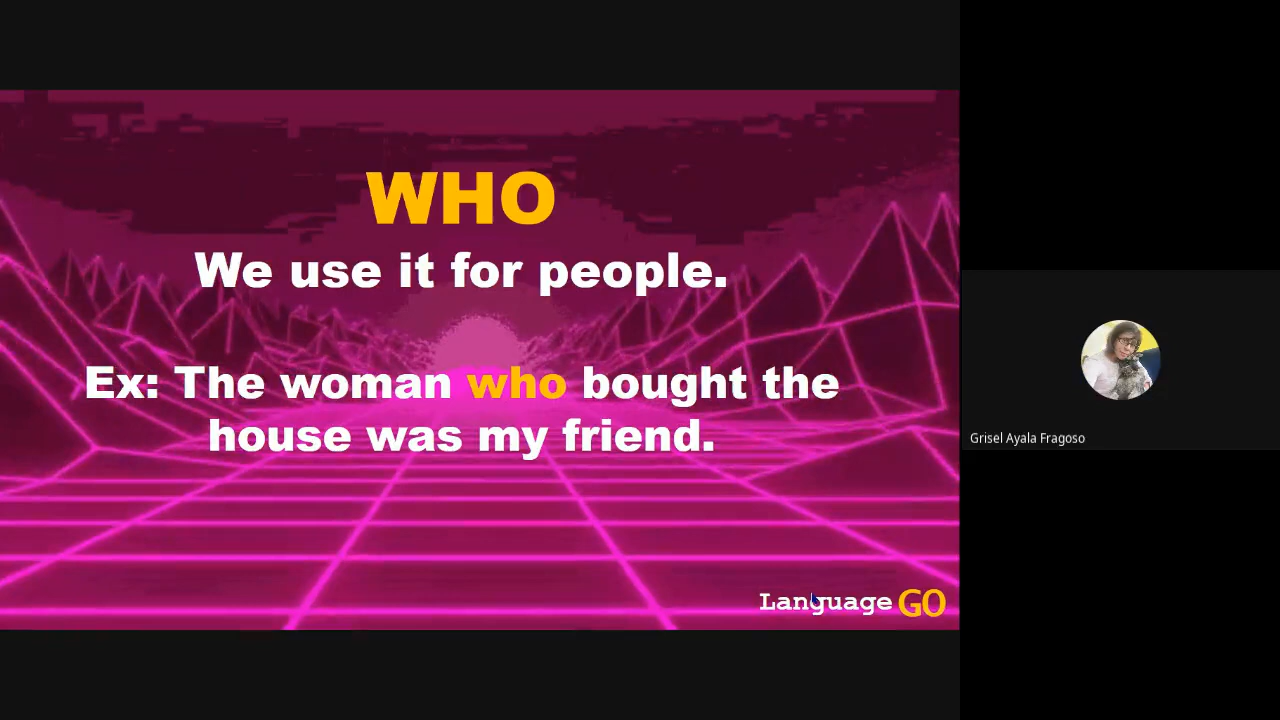 WHO
We use it for people.
Ex: The woman who bought the
house was my friend.
Language GO
Grisel Ayala Fragoso